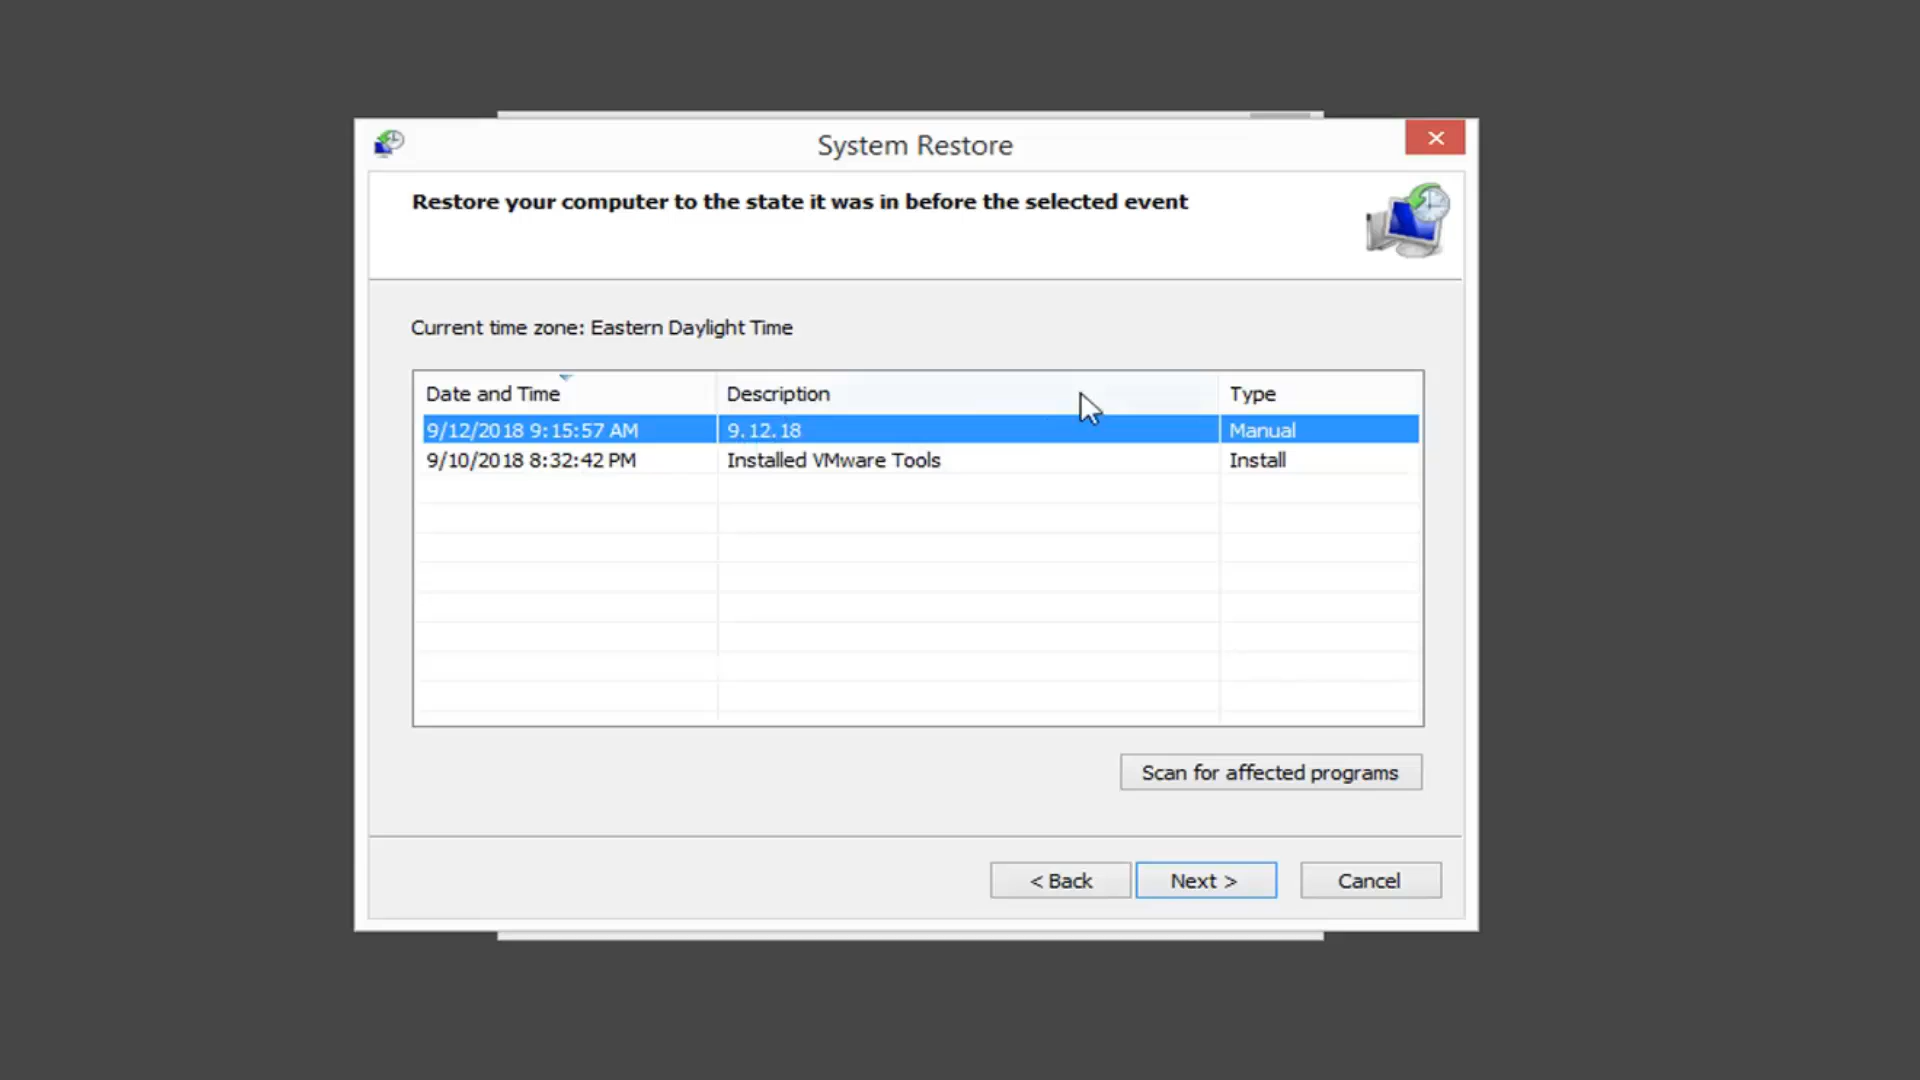 System Restore
Restore your computer to the state it was in before the selected event
Current time zone: Eastern Daylight Time
Date and Time Description Type
9/12/2018 9:15:57 AM 9.12.18 Manual
9/10/2018 8:32:42 PM Installed VMware Tools Install
Scan for affected programs
< Back Next > Cancel